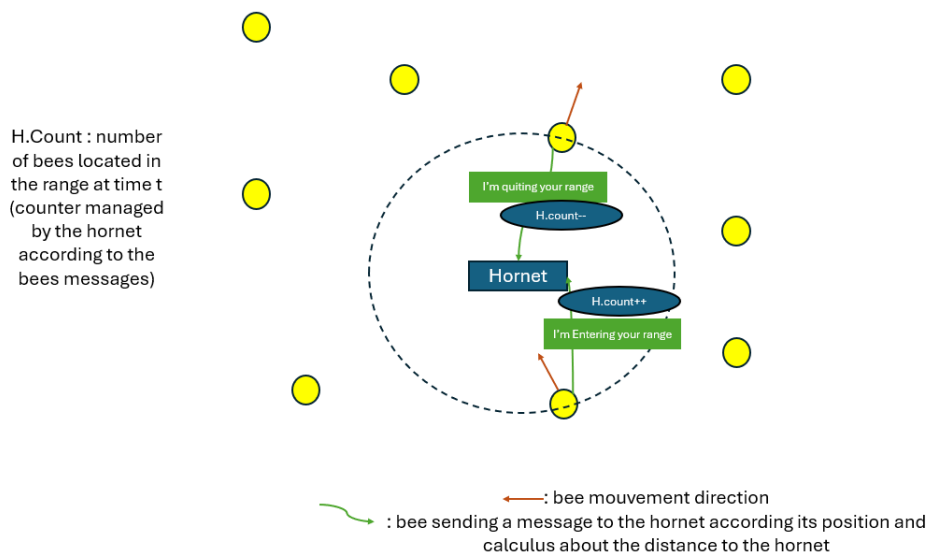 H.Count : number
of bees located in
the range at time t
(counter managed
by the hornet
according to the
bees messages)
I'm quiting your range
H.count--
Hornet
H.count++
I'm Entering your range
: bee mouvement direction
: bee sending a message to the hornet according its position and
calculus about the distance to the hornet